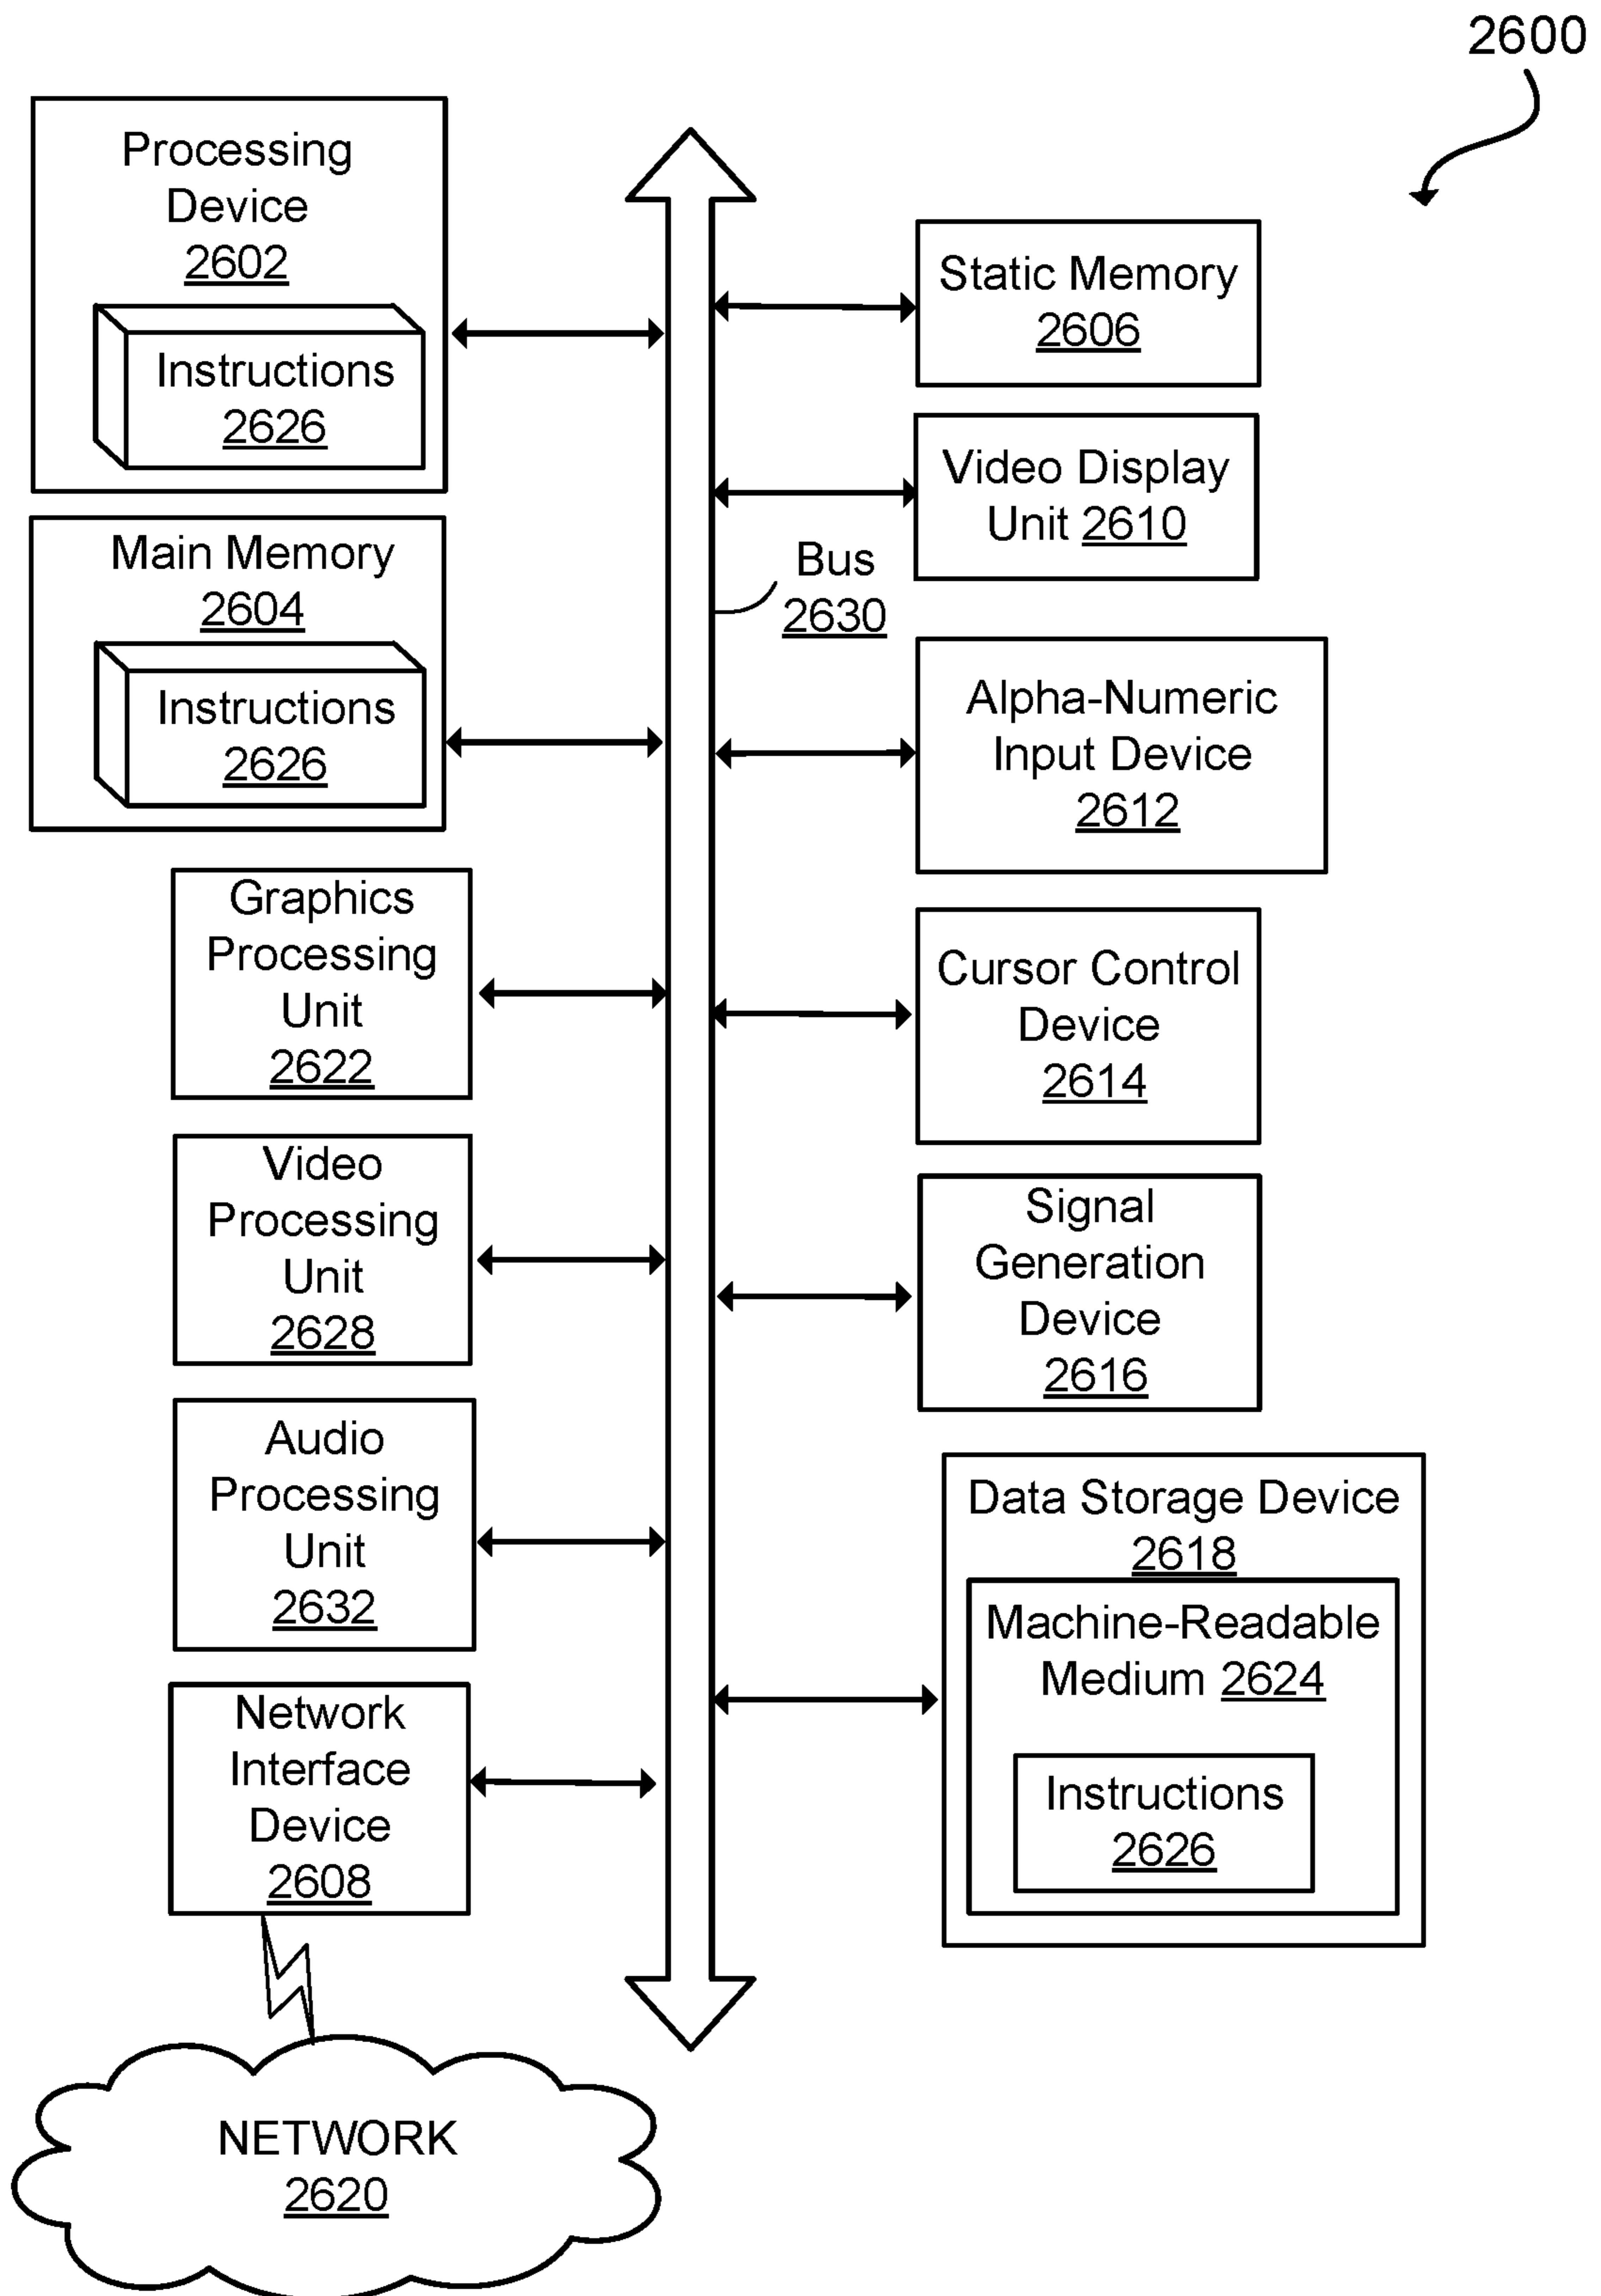 2600
Processing
Device
2602
Instructions
2626
Main Memory
2604
Instructions
2626
Graphics
Processing
Unit
2622
Video
Processing
Unit
2628
Audio
Processing
Unit
2632
Network
Interface
Device
2608
NETWORK
2620
Bus
2630
Static Memory
2606
Video Display
Unit 2610
Alpha-Numeric
Input Device
2612
Cursor Control
Device
2614
Signal
Generation
Device
2616
Data Storage Device
2618
Machine-Readable
Medium 2624
Instructions
2626